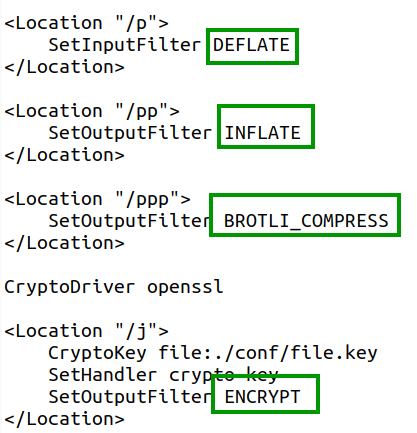 <Location "/p">
    SetInputFilter DEFLATE
</Location>

<Location "/pp">
    SetOutputFilter INFLATE
</Location>

<Location "/ppp">
    SetOutputFilter BROTLI_COMPRESS
</Location>

CryptoDriver openssl

<Location "/j">
    CryptoKey file:./conf/file.key
    SetHandler crypto-key
    SetOutputFilter ENCRYPT
</Location>